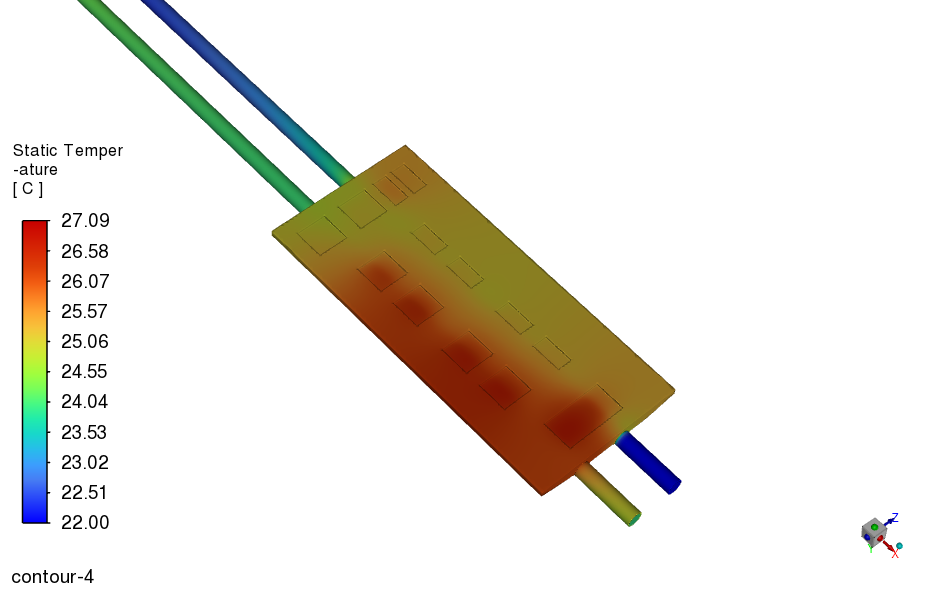 Static Temper
-ature
[ C ]
27.09
26.58
26.07
25.57
25.06
24.55
24.04
23.53
23.02
22.51
22.00
contour-4
Z
X
Y